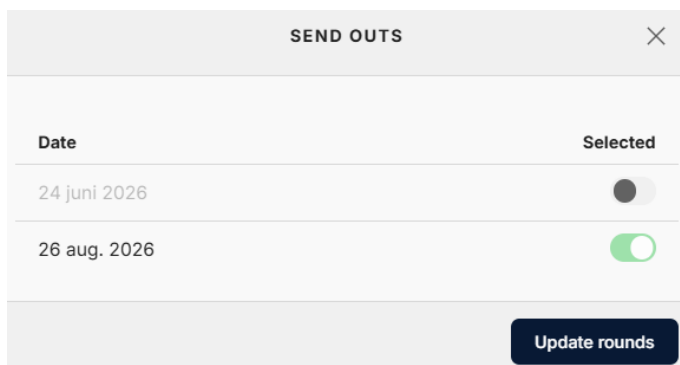 SEND OUTS
Date Selected
24 juni 2026
26 aug. 2026
Update rounds